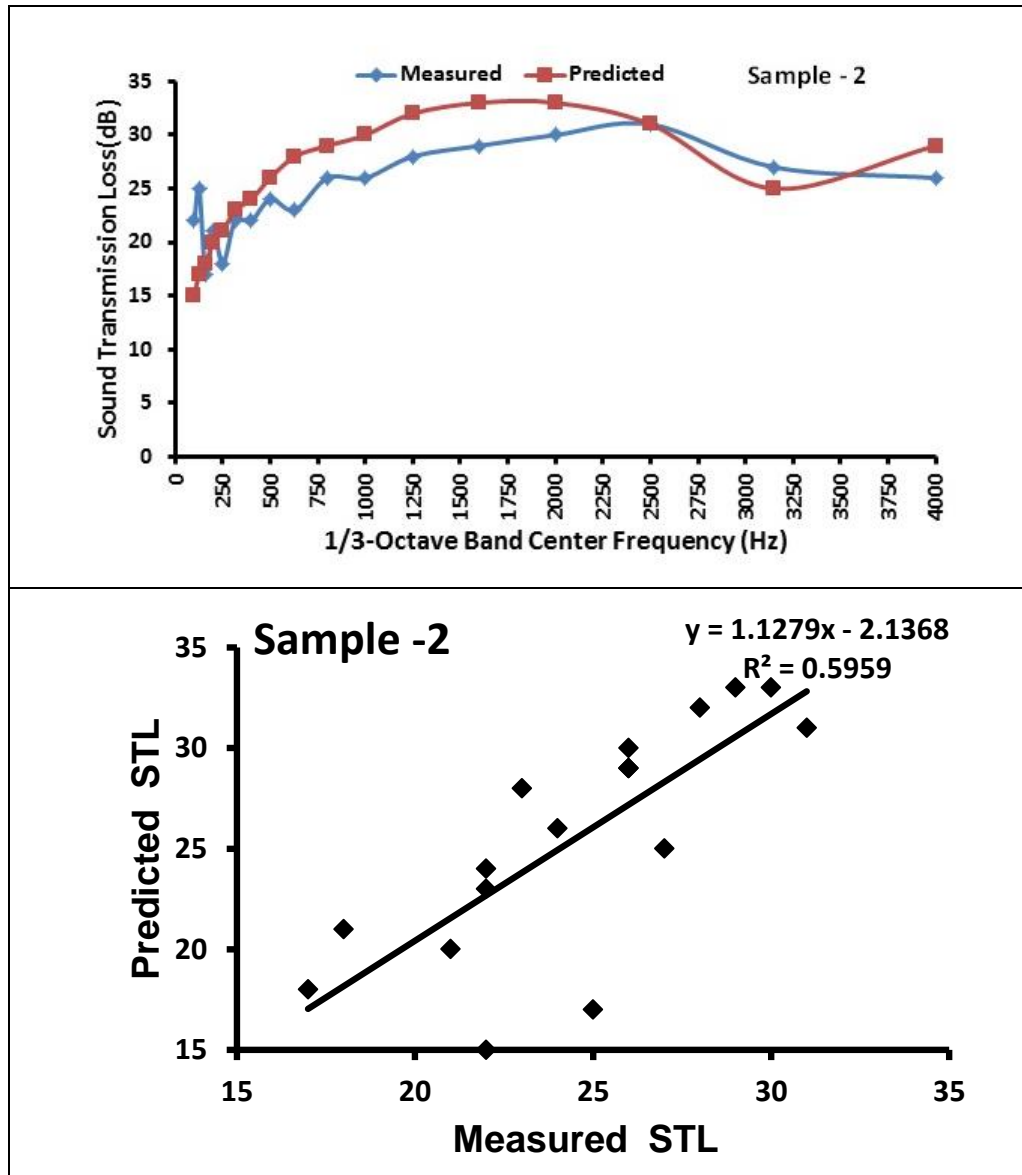 Measured Predicted Sample - 2
Sound Transmission Loss(dB)
35
30
25
20
15
10
5
0
0 250 500 750 1000 1250 1500 1750 2000 2250 2500 2750 3000 3250 3500 3750 4000
1/3-Octave Band Center Frequency (Hz)
Sample -2
y = 1.1279x - 2.1368
R² = 0.5959
Predicted STL
35
30
25
20
15
15 20 25 30 35
Measured STL